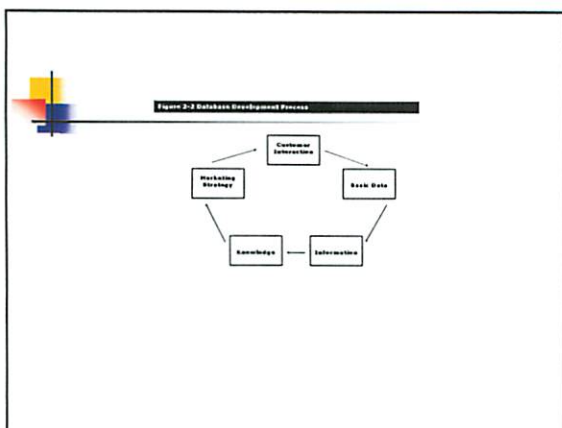 Figure 2-2 Database Development Process
Customer
Interaction
Marketing
Strategy
Basic Data
Knowledge
Information